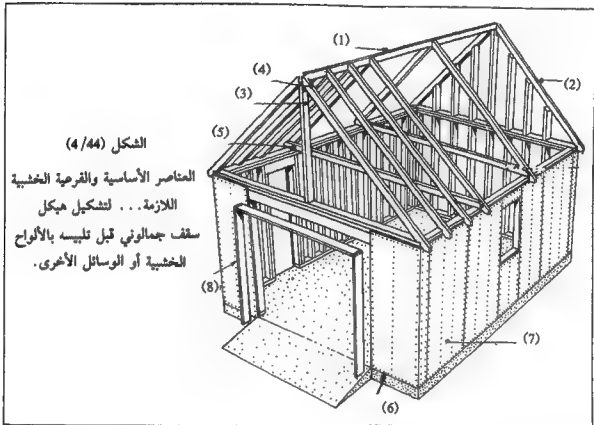 الشكل (4/44)
العناصر الأساسية والفرعية الخشبية
اللازمة... لتشكيل هيكل
سقف جمالوني قبل تلبيسه بالألواح
الخشبية أو الوسائل الأخرى.
(1)
(2)
(4)
(3)
(5)
(8)
(7)
(6)